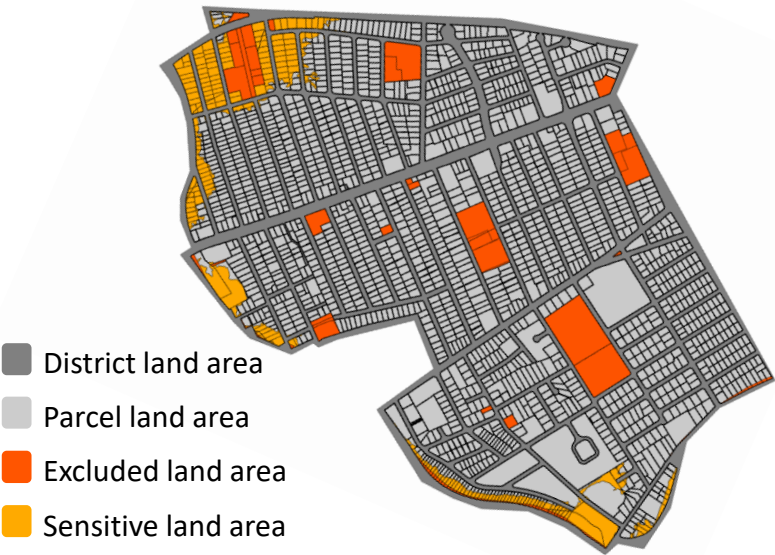 District land area
Parcel land area
Excluded land area
Sensitive land area